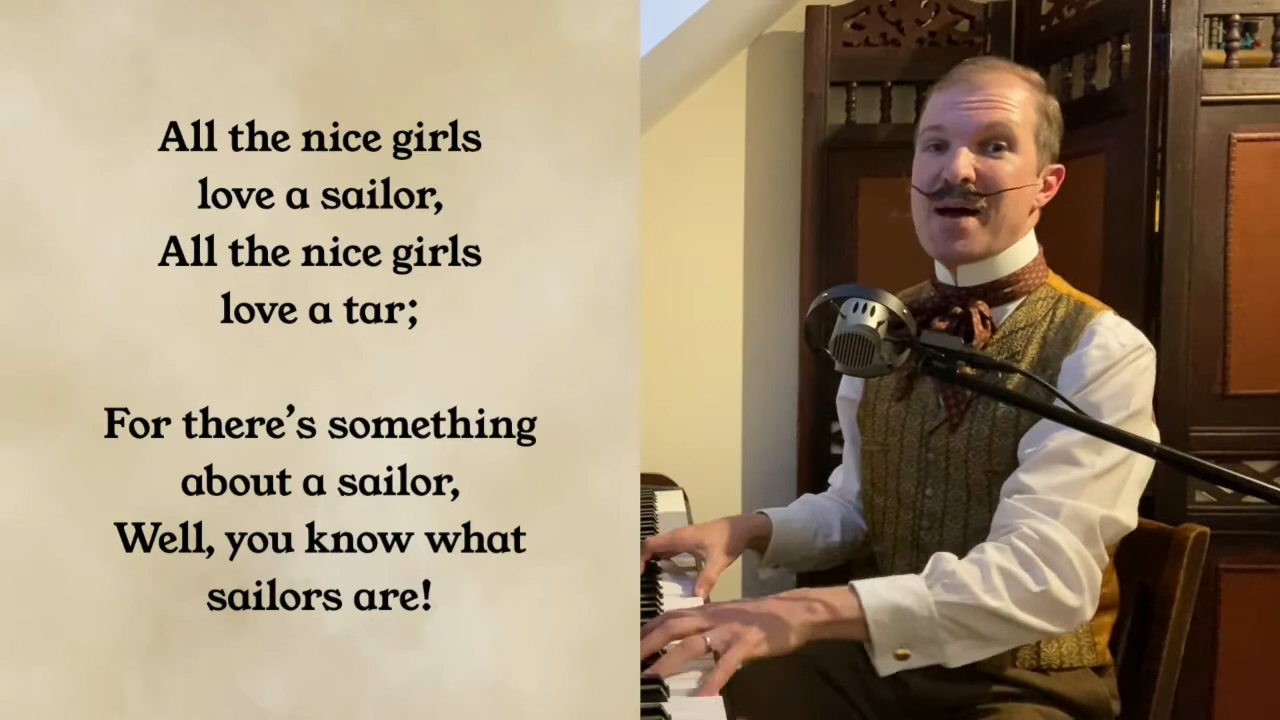 All the nice girls
love a sailor,
All the nice girls
love a tar;
For there’s something
about a sailor,
Well, you know what
sailors are!